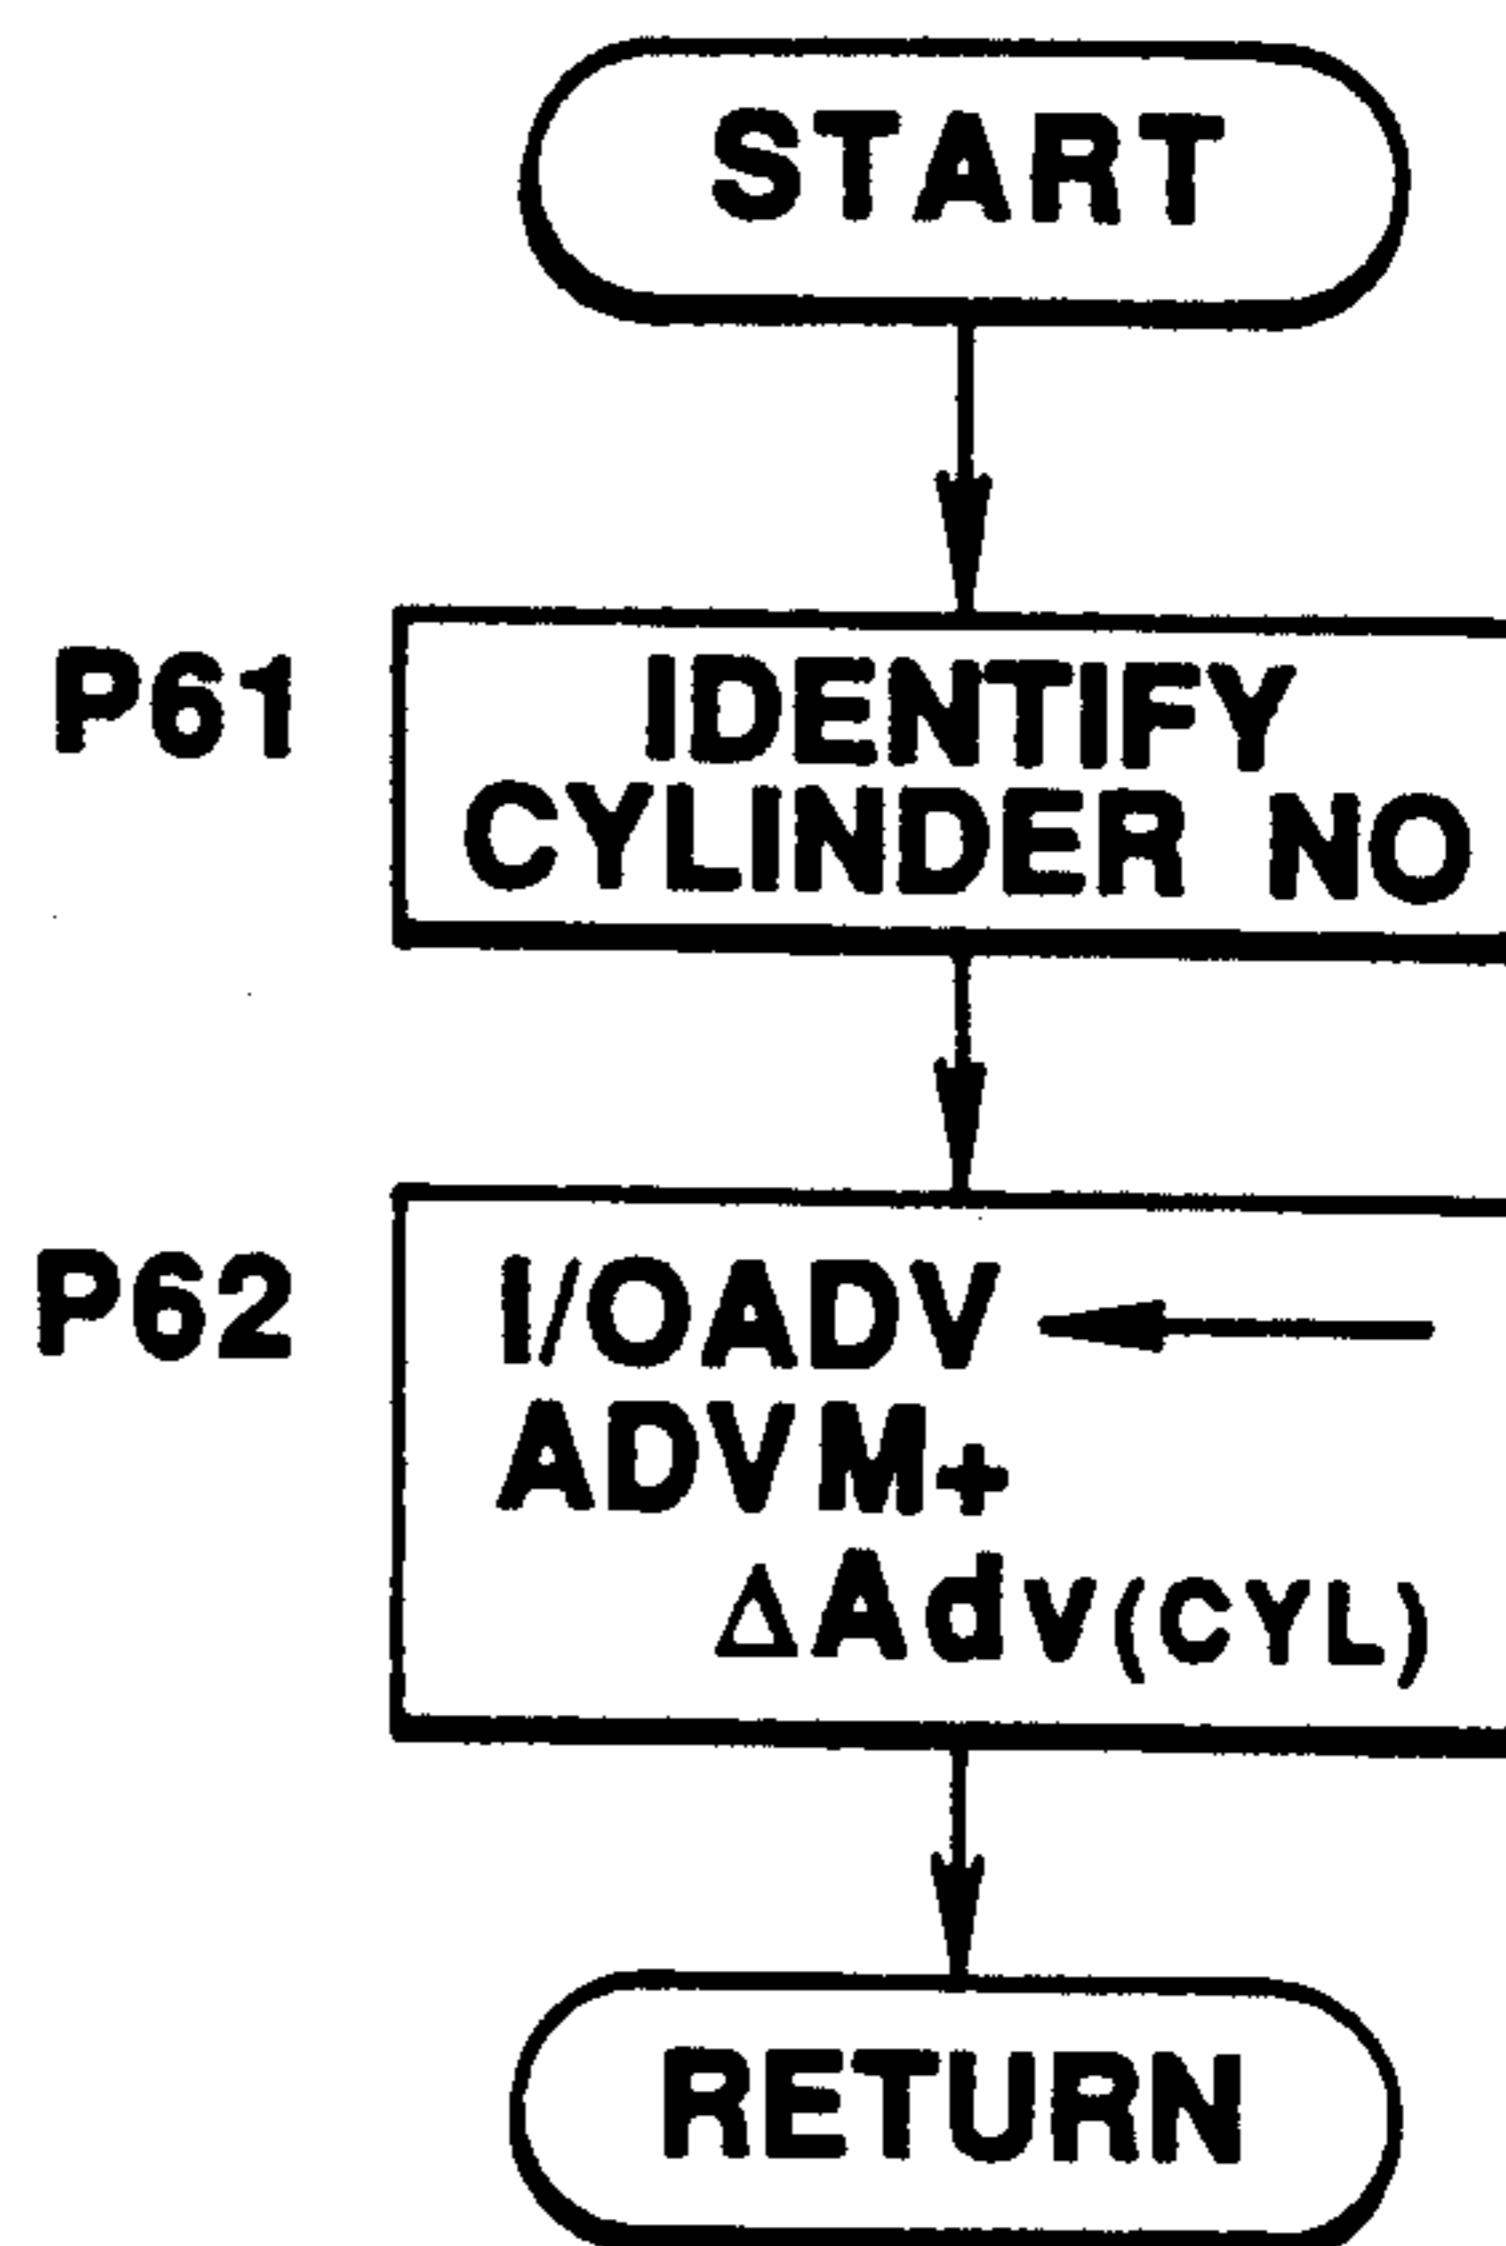 START
P61
IDENTIFY
CYLINDER NO
P62
I/OADV ←
ADVM+
ΔAdv(CYL)
RETURN